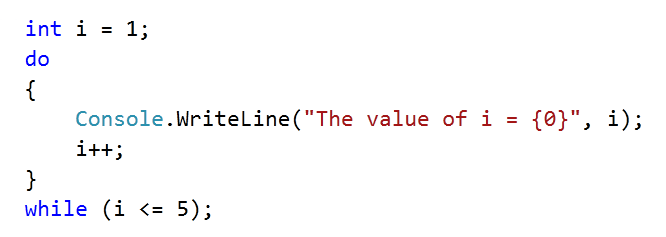 int i = 1;
do
{
    Console.WriteLine("The value of i = {0}", i);
    i++;
}
while (i <= 5);